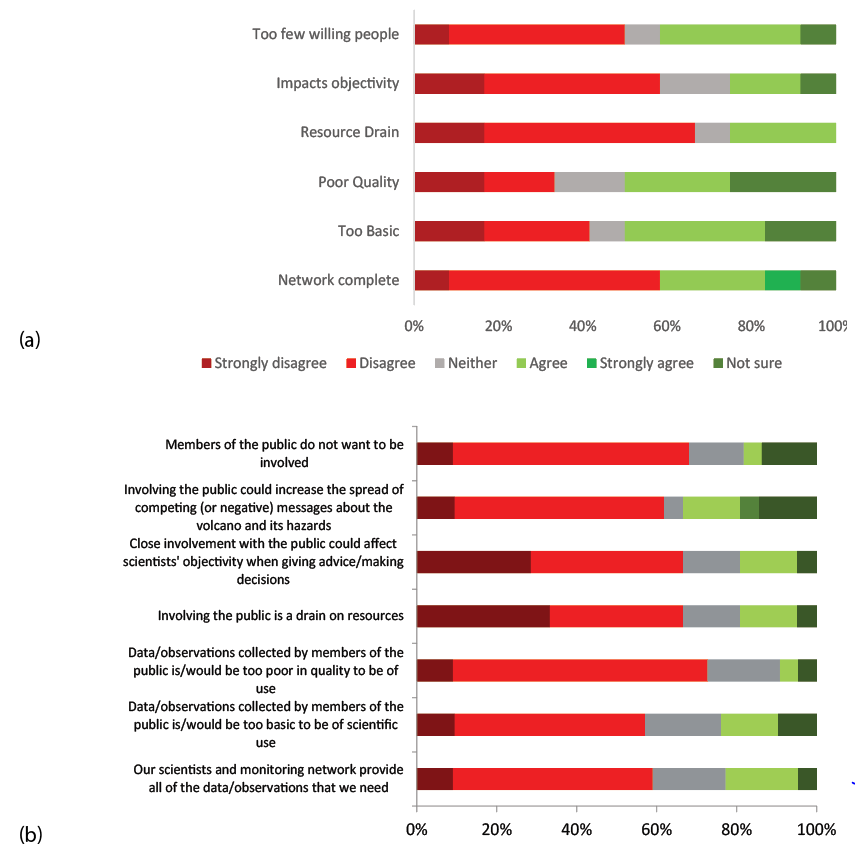 Too few willing people
Impacts objectivity
Resource Drain
Poor Quality
Too Basic
Network complete
0% 20% 40% 60% 80% 100%
(a)
Strongly disagree Disagree Neither Agree Strongly agree Not sure
Members of the public do not want to be
involved
Involving the public could increase the spread of
competing (or negative) messages about the
volcano and its hazards
Close involvement with the public could affect
scientists' objectivity when giving advice/making
decisions
Involving the public is a drain on resources
Data/observations collected by members of the
public is/would be too poor in quality to be of
use
Data/observations collected by members of the
public is/would be too basic to be of scientific
use
Our scientists and monitoring network provide
all of the data/observations that we need
0% 20% 40% 60% 80% 100%
(b)